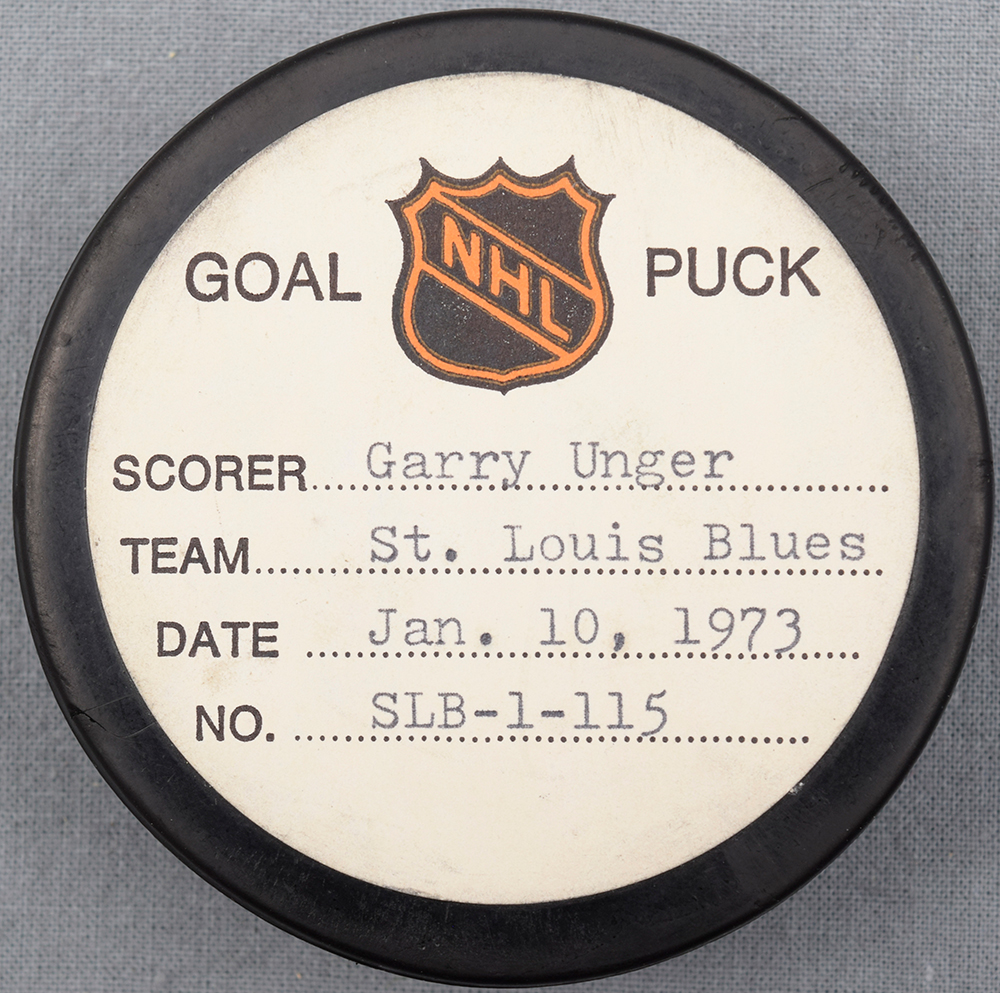 GOAL NHL PUCK
SCORER.... Garry Unger
TEAM...... St. Louis Blues
DATE .... Jan. 10, 1973
NO. .... SLB-1-115